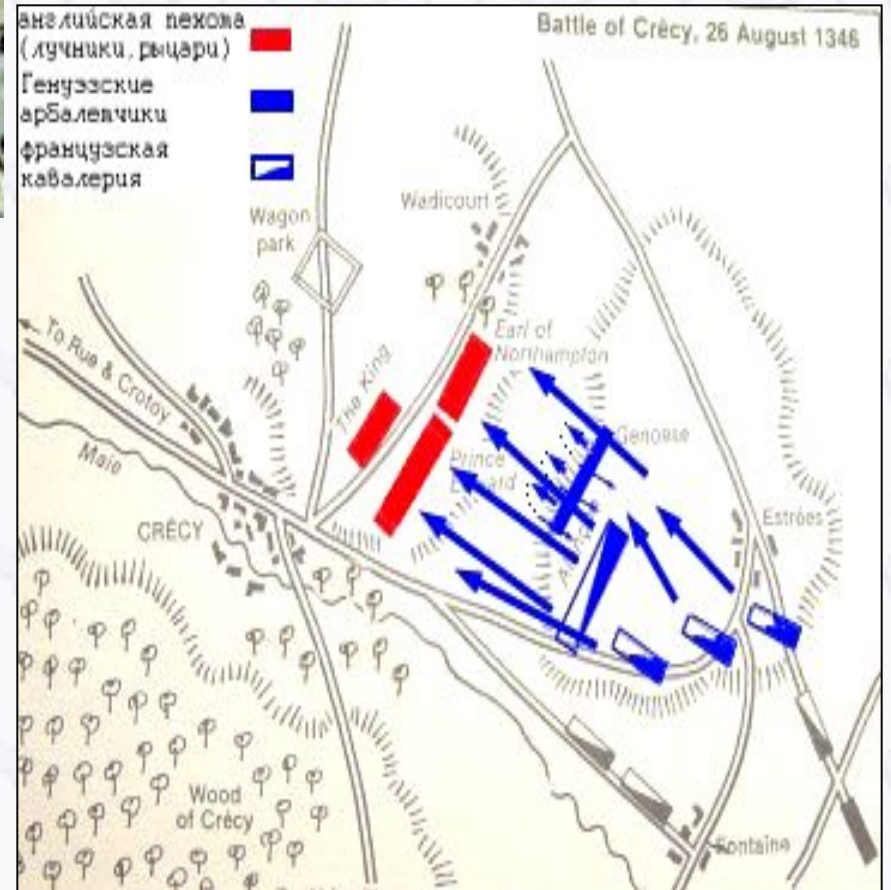 английская пехота
(лучники, рыцари)
Генуэзские
арбалетчики
французская
кавалерия
Battle of Crécy, 26 August 1346
Wagon
park
Wadicourt
Earl of
Northampton
The King
To Rue & Crotoy
Genoese
Prince
Maie
CRÉCY
Estrées
Wood
of Crécy
Fontaine